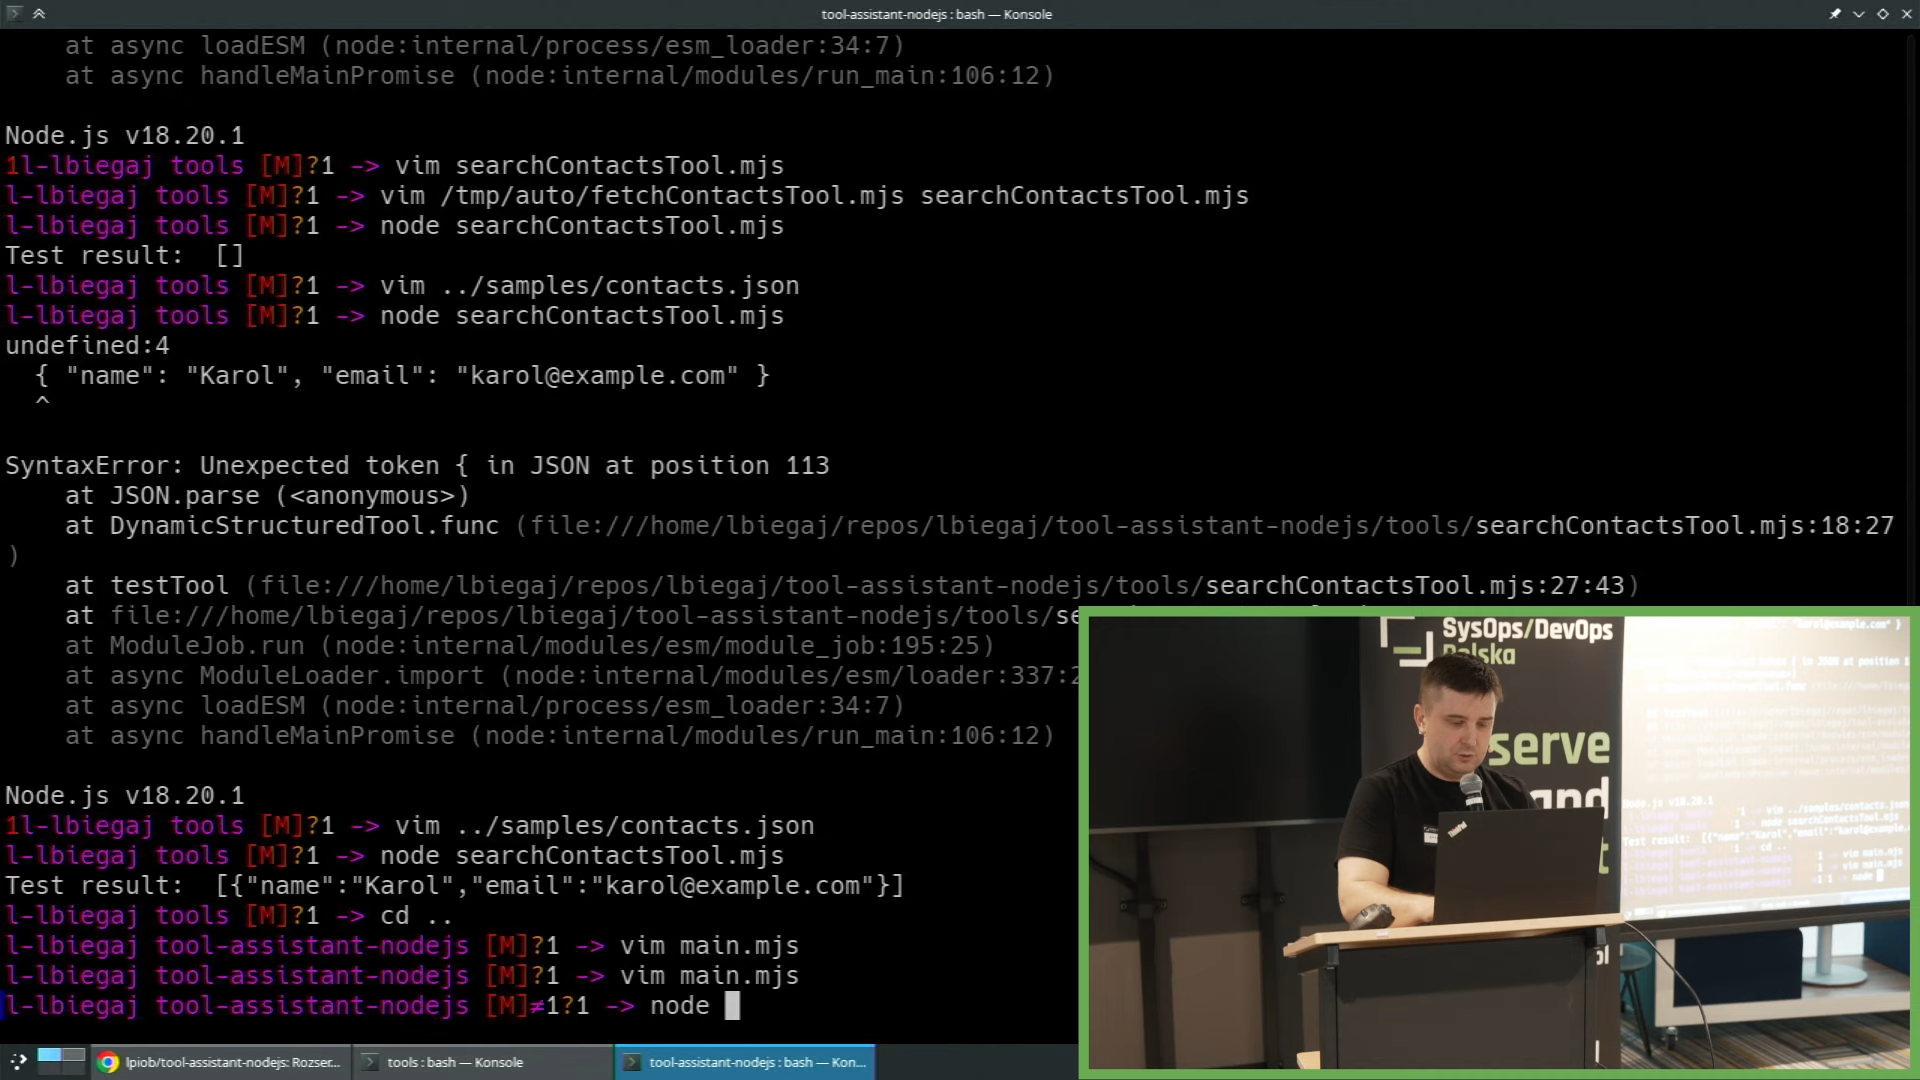 tool-assistant-nodejs : bash — Konsole
at async loadESM (node:internal/process/esm_loader:34:7)
at async handleMainPromise (node:internal/modules/run_main:106:12)
Node.js v18.20.1
1l-lbiegaj tools [M]?1 -> vim searchContactsTool.mjs
l-lbiegaj tools [M]?1 -> vim /tmp/auto/fetchContactsTool.mjs searchContactsTool.mjs
l-lbiegaj tools [M]?1 -> node searchContactsTool.mjs
Test result:  []
l-lbiegaj tools [M]?1 -> vim ../samples/contacts.json
l-lbiegaj tools [M]?1 -> node searchContactsTool.mjs
undefined:4
{ "name": "Karol", "email": "karol@example.com" }
^
SyntaxError: Unexpected token { in JSON at position 113
at JSON.parse (<anonymous>)
at DynamicStructuredTool.func (file:///home/lbiegaj/repos/lbiegaj/tool-assistant-nodejs/tools/searchContactsTool.mjs:18:27
)
at testTool (file:///home/lbiegaj/repos/lbiegaj/tool-assistant-nodejs/tools/searchContactsTool.mjs:27:43)
at file:///home/lbiegaj/repos/lbiegaj/tool-assistant-nodejs/tools/se
at ModuleJob.run (node:internal/modules/esm/module_job:195:25)
at async ModuleLoader.import (node:internal/modules/esm/loader:337:2
at async loadESM (node:internal/process/esm_loader:34:7)
at async handleMainPromise (node:internal/modules/run_main:106:12)
Node.js v18.20.1
1l-lbiegaj tools [M]?1 -> vim ../samples/contacts.json
l-lbiegaj tools [M]?1 -> node searchContactsTool.mjs
Test result:  [{"name":"Karol","email":"karol@example.com"}]
l-lbiegaj tools [M]?1 -> cd ..
l-lbiegaj tool-assistant-nodejs [M]?1 -> vim main.mjs
l-lbiegaj tool-assistant-nodejs [M]?1 -> vim main.mjs
l-lbiegaj tool-assistant-nodejs [M]≠1?1 -> node
SysOps/DevOps
Polska
serve
and
ThinkPad
lpiob/tool-assistant-nodejs: Rozser...
tools : bash — Konsole
tool-assistant-nodejs : bash — Kon...